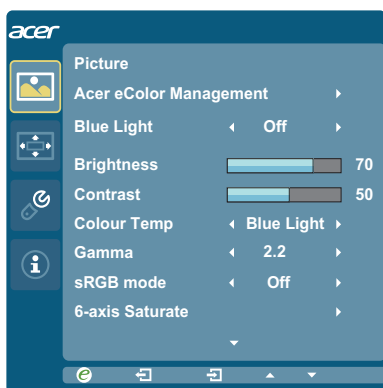 acer
Picture
Acer eColor Management
Blue Light Off
Brightness 70
Contrast 50
Colour Temp Blue Light
Gamma 2.2
sRGB mode Off
6-axis Saturate
e